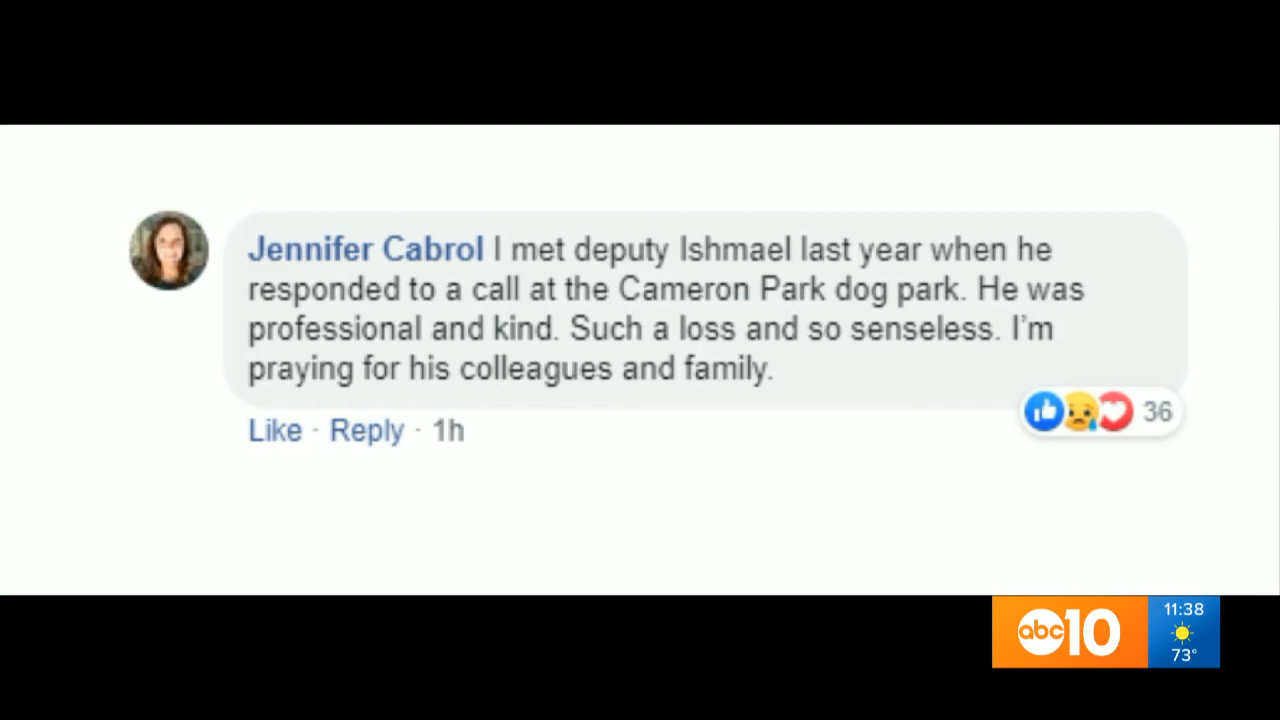 Jennifer Cabrol I met deputy Ishmael last year when he
responded to a call at the Cameron Park dog park. He was
professional and kind. Such a loss and so senseless. I'm
praying for his colleagues and family.
36
Like · Reply · 1h
abc10
11:38
73°